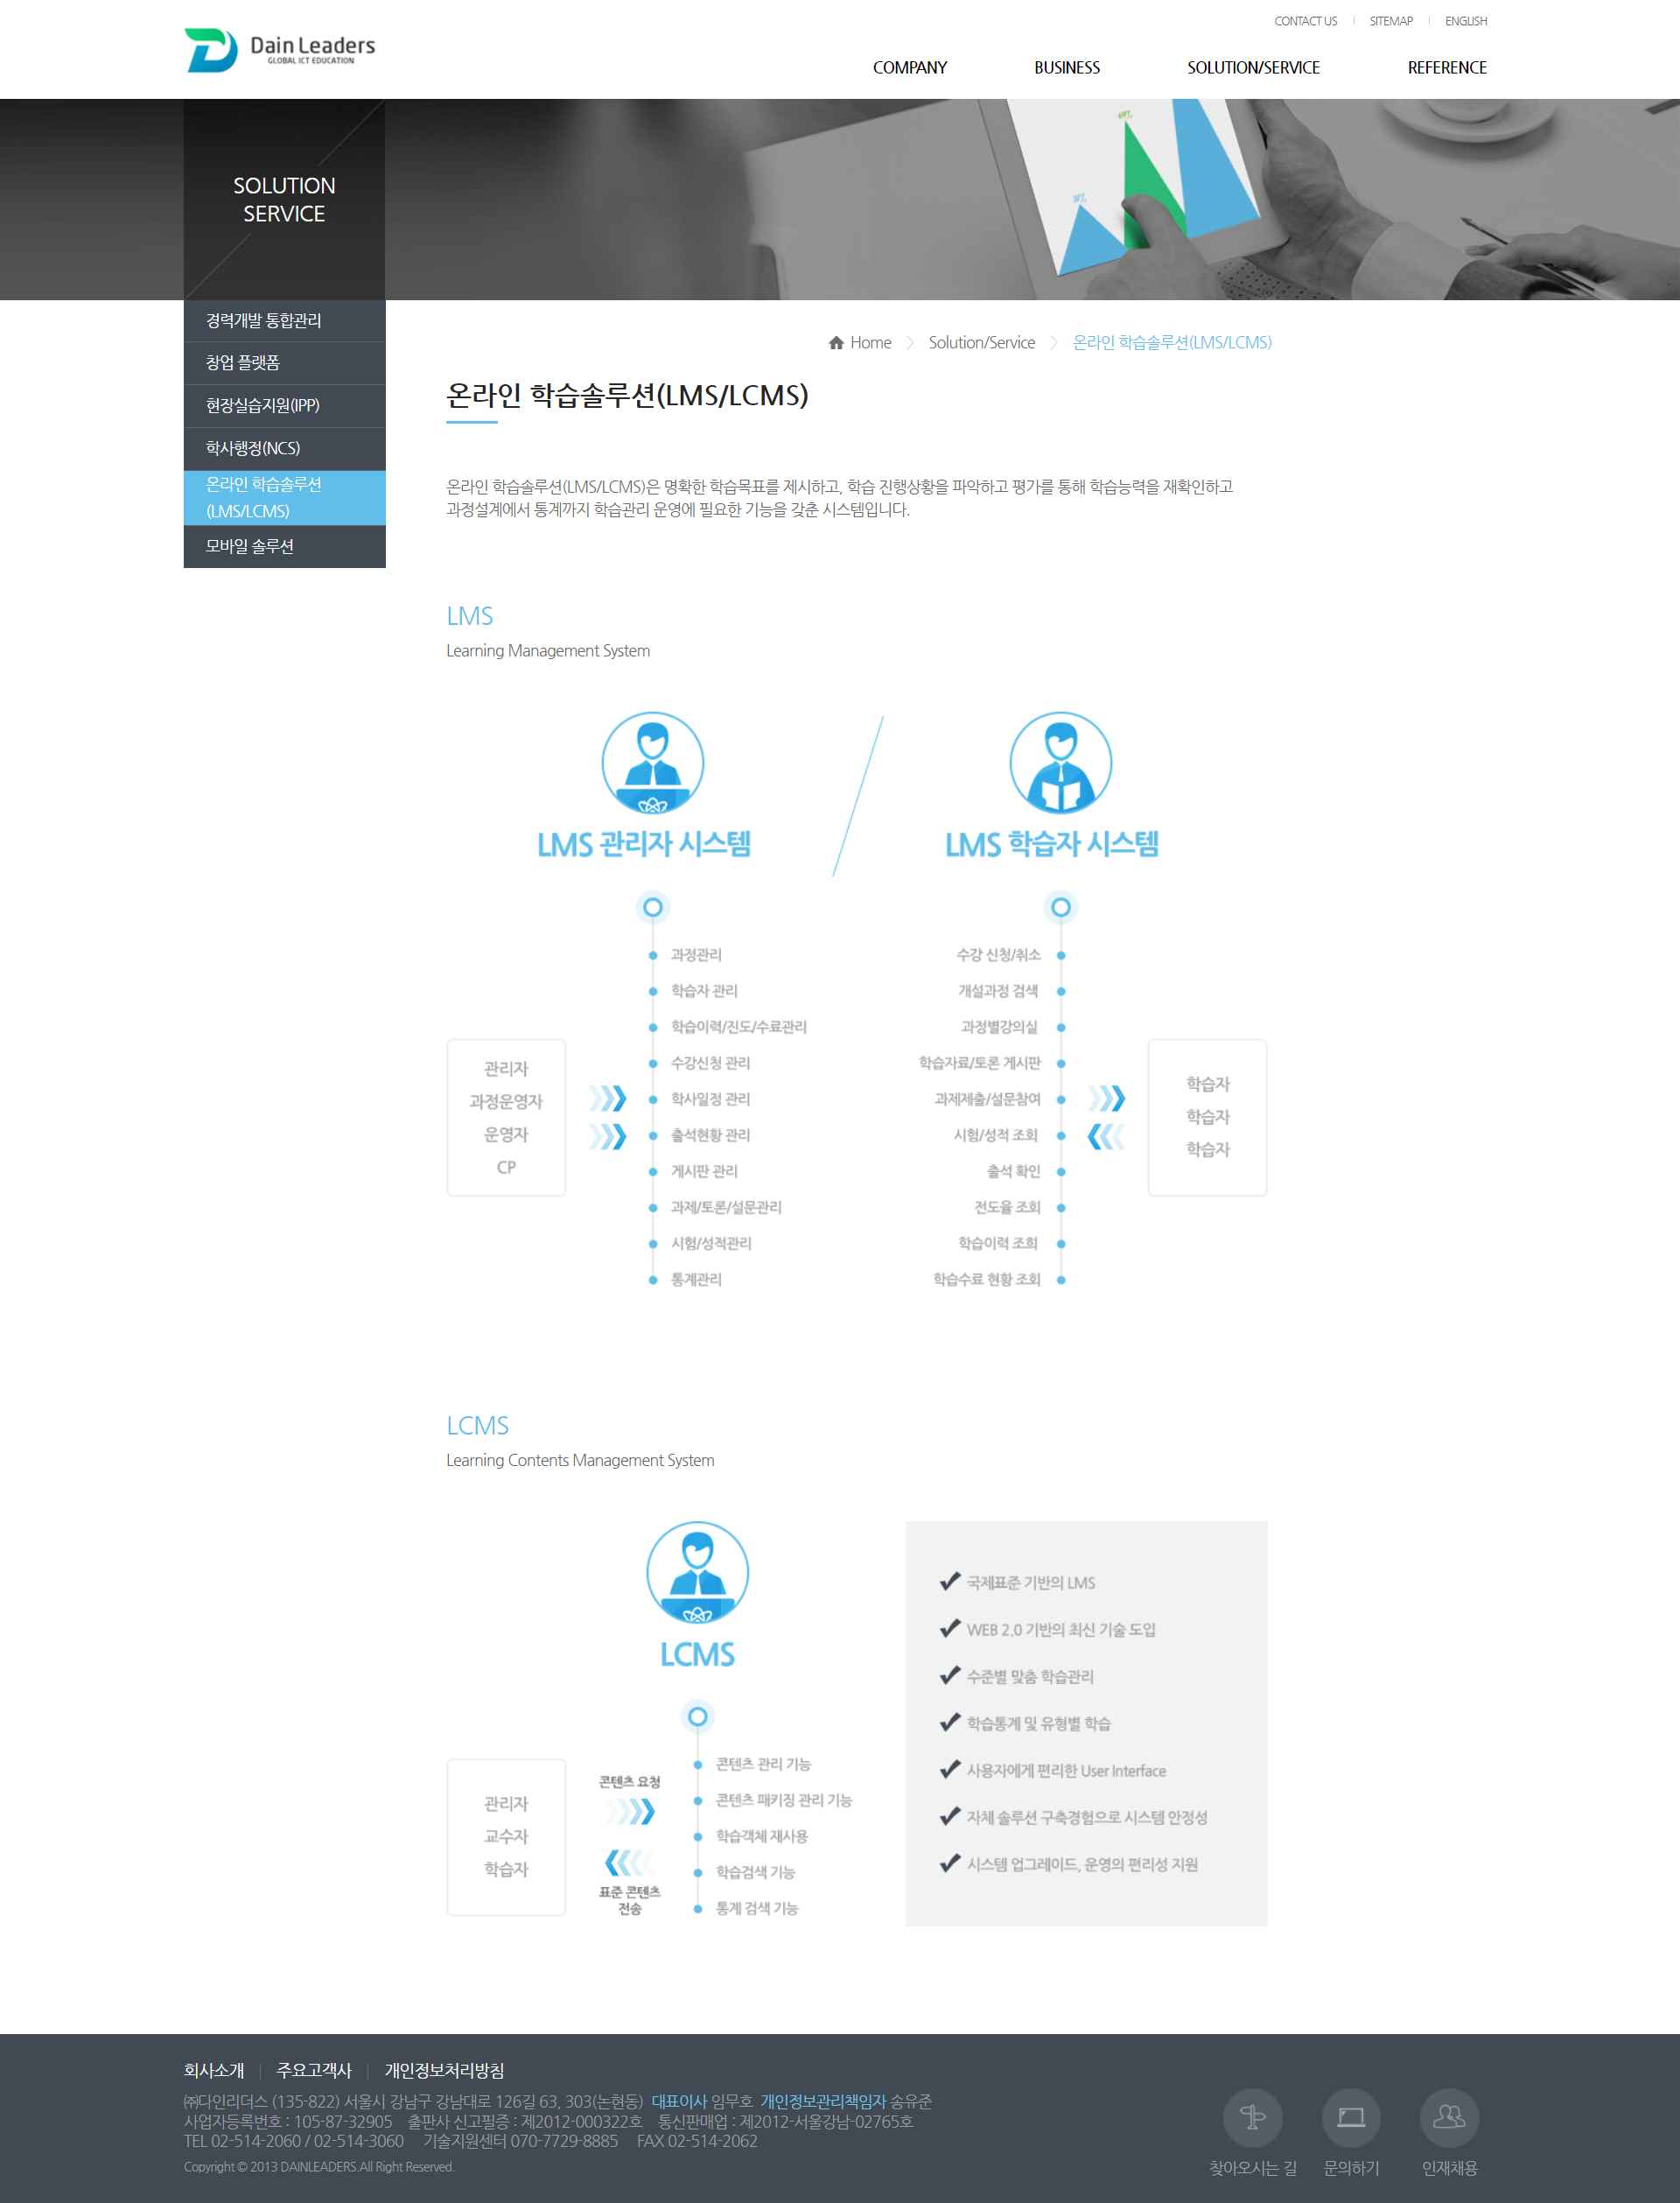 Dain Leaders
GLOBAL ICT EDUCATION
CONTACT US
SITEMAP
ENGLISH
COMPANY
BUSINESS
SOLUTION/SERVICE
REFERENCE
SOLUTION
SERVICE
경력개발 통합관리
창업 플랫폼
현장실습지원(IPP)
학사행정(NCS)
온라인 학습솔루션
(LMS/LCMS)
모바일 솔루션
Home
Solution/Service
온라인 학습솔루션(LMS/LCMS)
온라인 학습솔루션(LMS/LCMS)
온라인 학습솔루션(LMS/LCMS)은 명확한 학습목표를 제시하고, 학습 진행상황을 파악하고 평가를 통해 학습능력을 재확인하고
과정설계에서 통계까지 학습관리 운영에 필요한 기능을 갖춘 시스템입니다.
LMS
Learning Management System
LMS 관리자 시스템
관리자
과정운영자
운영자
CP
과정관리
학습자 관리
학습이력/진도/수료관리
수강신청 관리
학사일정 관리
출석현황 관리
게시판 관리
과제/토론/설문관리
시험/성적관리
통계관리
LMS 학습자 시스템
수강 신청/취소
개설과정 검색
과정별강의실
학습자료/토론 게시판
과제제출/설문참여
시험/성적 조회
출석 확인
전도율 조회
학습이력 조회
학습수료 현황 조회
학습자
학습자
학습자
LCMS
Learning Contents Management System
LCMS
관리자
교수자
학습자
콘텐츠 요청
표준 콘텐츠
전송
콘텐츠 관리 기능
콘텐츠 패키징 관리 기능
학습객체 재사용
학습검색 기능
통계 검색 기능
국제표준 기반의 LMS
WEB 2.0 기반의 최신 기술 도입
수준별 맞춤 학습관리
학습통계 및 유형별 학습
사용자에게 편리한 User Interface
자체 솔루션 구축경험으로 시스템 안정성
시스템 업그레이드, 운영의 편리성 지원
회사소개
주요고객사
개인정보처리방침
㈜다인리더스 (135-822) 서울시 강남구 강남대로 126길 63, 303(논현동) 대표이사 임무호 개인정보관리책임자 송유준
사업자등록번호 : 105-87-32905 출판사 신고필증 : 제2012-000322호 통신판매업 : 제2012-서울강남-02765호
TEL 02-514-2060 / 02-514-3060 기술지원센터 070-7729-8885 FAX 02-514-2062
Copyright © 2013 DAINLEADERS.All Right Reserved.
찾아오시는 길
문의하기
인재채용